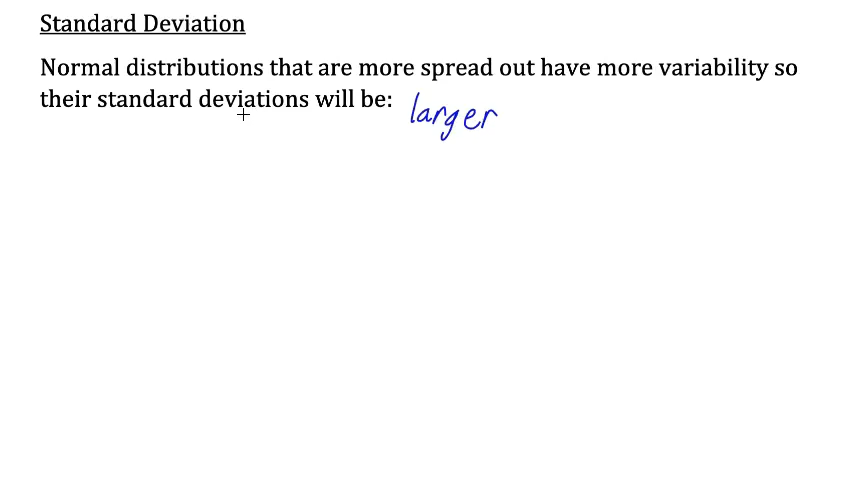 Standard Deviation
Normal distributions that are more spread out have more variability so
their standard deviations will be: larger